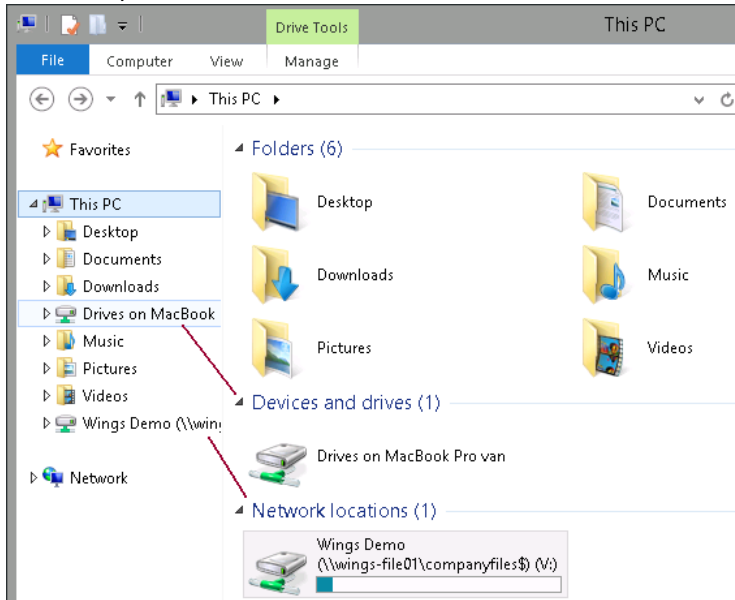 Drive Tools
This PC
File
Computer
View
Manage
This PC
Favorites
This PC
Desktop
Documents
Downloads
Drives on MacBook
Music
Pictures
Videos
Wings Demo (\\win
Network
Folders (6)
Desktop
Documents
Downloads
Music
Pictures
Videos
Devices and drives (1)
Drives on MacBook Pro van
Network locations (1)
Wings Demo
(\\wings-file01\companyfiles$) (V:)